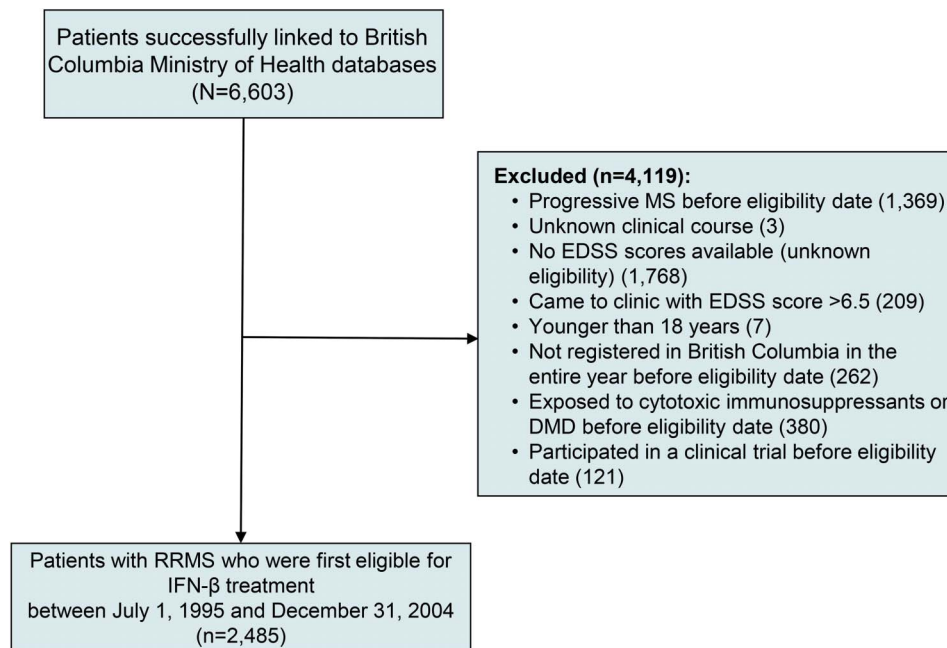 Patients successfully linked to British
Columbia Ministry of Health databases
(N=6,603)
Excluded (n=4,119):
• Progressive MS before eligibility date (1,369)
• Unknown clinical course (3)
• No EDSS scores available (unknown
eligibility) (1,768)
• Came to clinic with EDSS score >6.5 (209)
• Younger than 18 years (7)
• Not registered in British Columbia in the
entire year before eligibility date (262)
• Exposed to cytotoxic immunosuppressants or
DMD before eligibility date (380)
• Participated in a clinical trial before eligibility
date (121)
Patients with RRMS who were first eligible for
IFN-β treatment
between July 1, 1995 and December 31, 2004
(n=2,485)